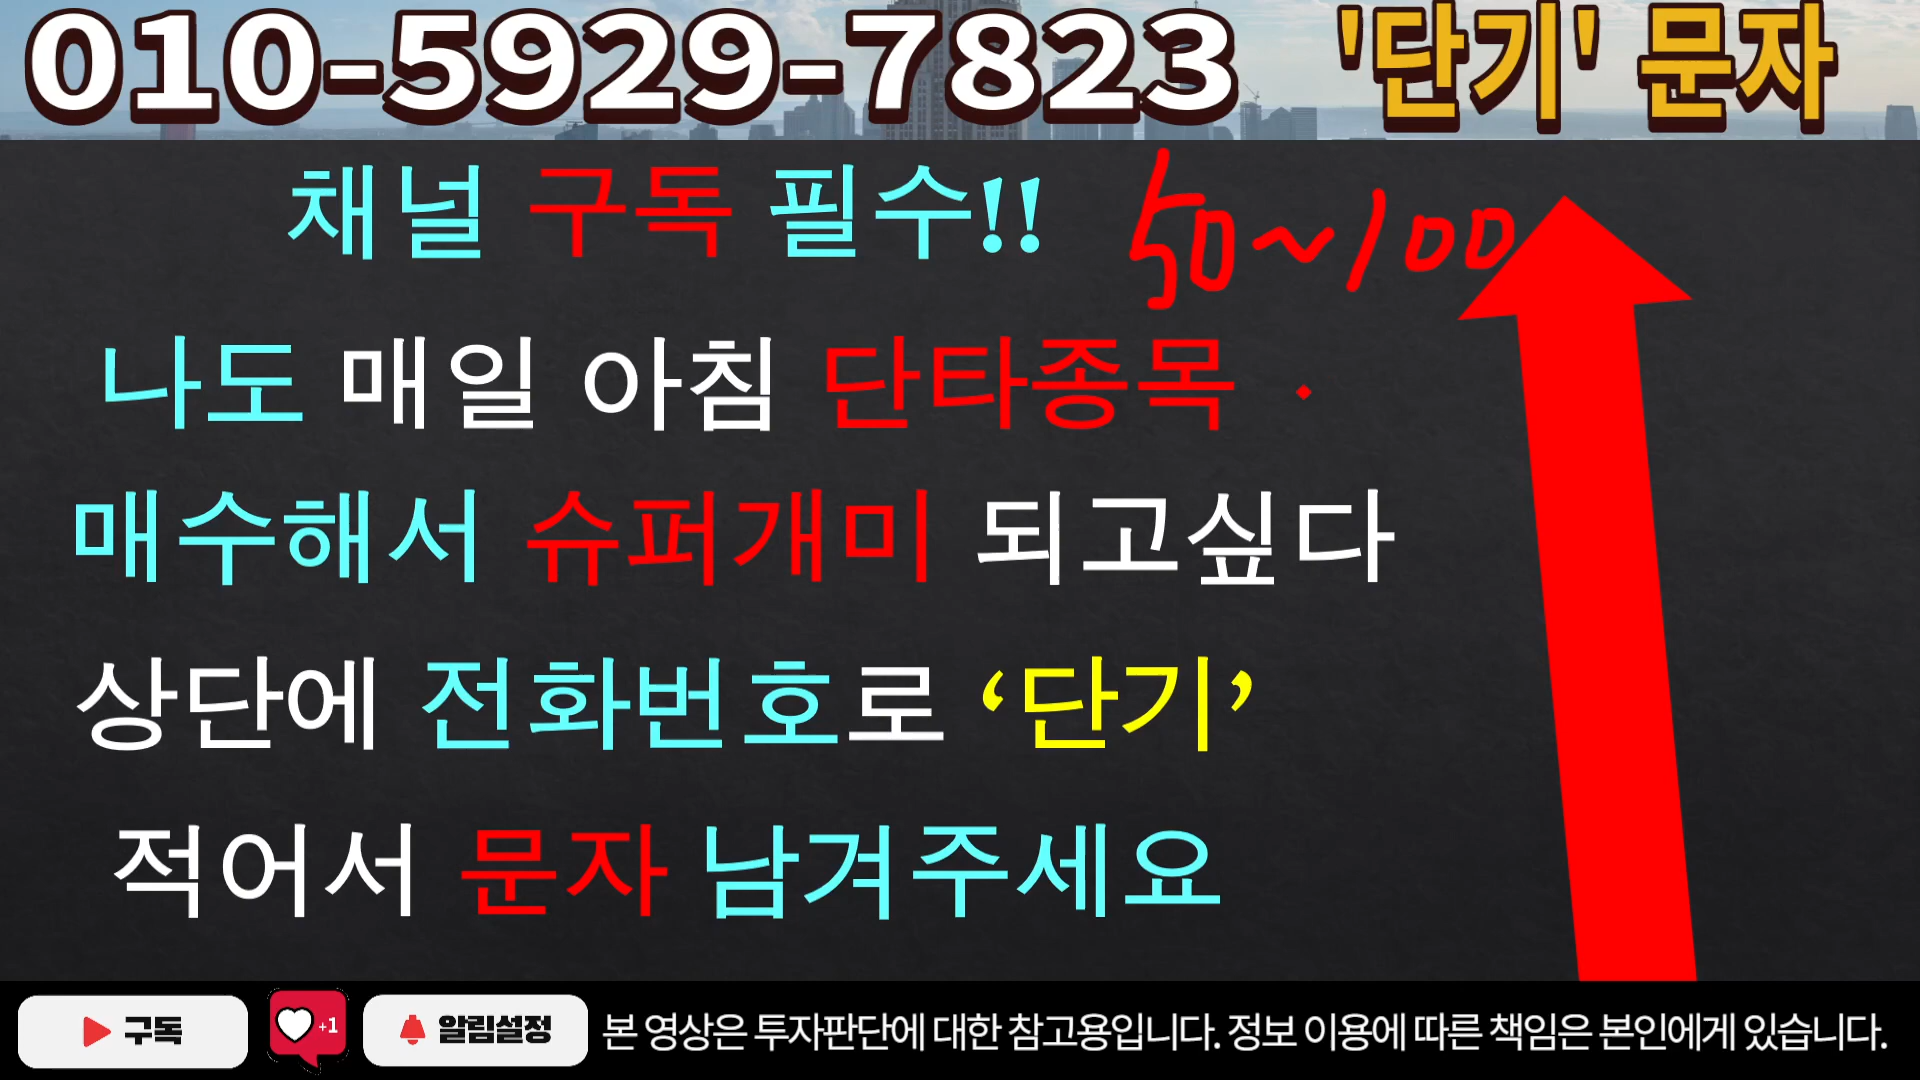 010-5929-7823 '단기' 문자
채널 구독 필수!! 50~100
나도 매일 아침 단타종목
매수해서 슈퍼개미 되고싶다
상단에 전화번호로 ‘단기’
적어서 문자 남겨주세요
구독 +1 알림설정 본 영상은 투자판단에 대한 참고용입니다. 정보 이용에 따른 책임은 본인에게 있습니다.